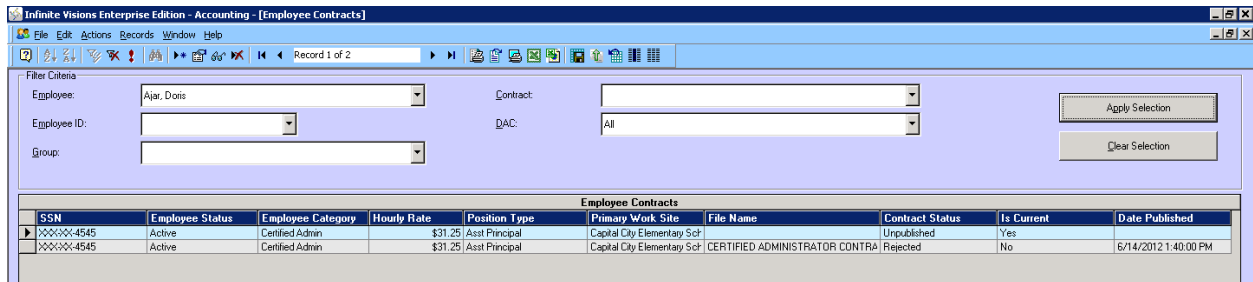 Infinite Visions Enterprise Edition - Accounting - [Employee Contracts]
File Edit Actions Records Window Help
Record 1 of 2
Filter Criteria
Employee: Ajar, Doris Contract:
Apply Selection
Employee ID: DAC: All
Clear Selection
Group:
Employee Contracts
SSN Employee Status Employee Category Hourly Rate Position Type Primary Work Site File Name Contract Status Is Current Date Published
XXX-XX-4545 Active Certified Admin $31.25 Asst Principal Capital City Elementary Sch Unpublished Yes
XXX-XX-4545 Active Certified Admin $31.25 Asst Principal Capital City Elementary Sch CERTIFIED ADMINISTRATOR CONTRA Rejected No 6/14/2012 1:40:00 PM